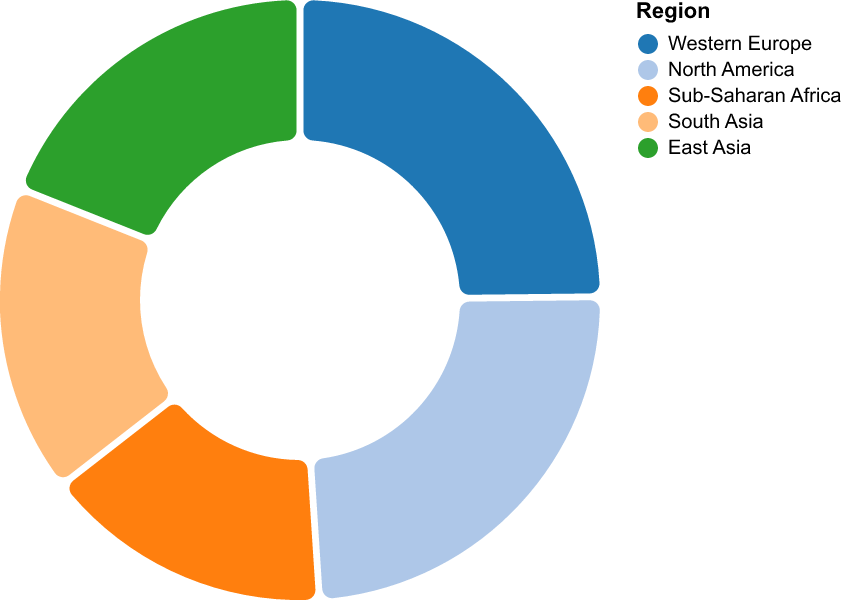 Region
Western Europe
North America
Sub-Saharan Africa
South Asia
East Asia